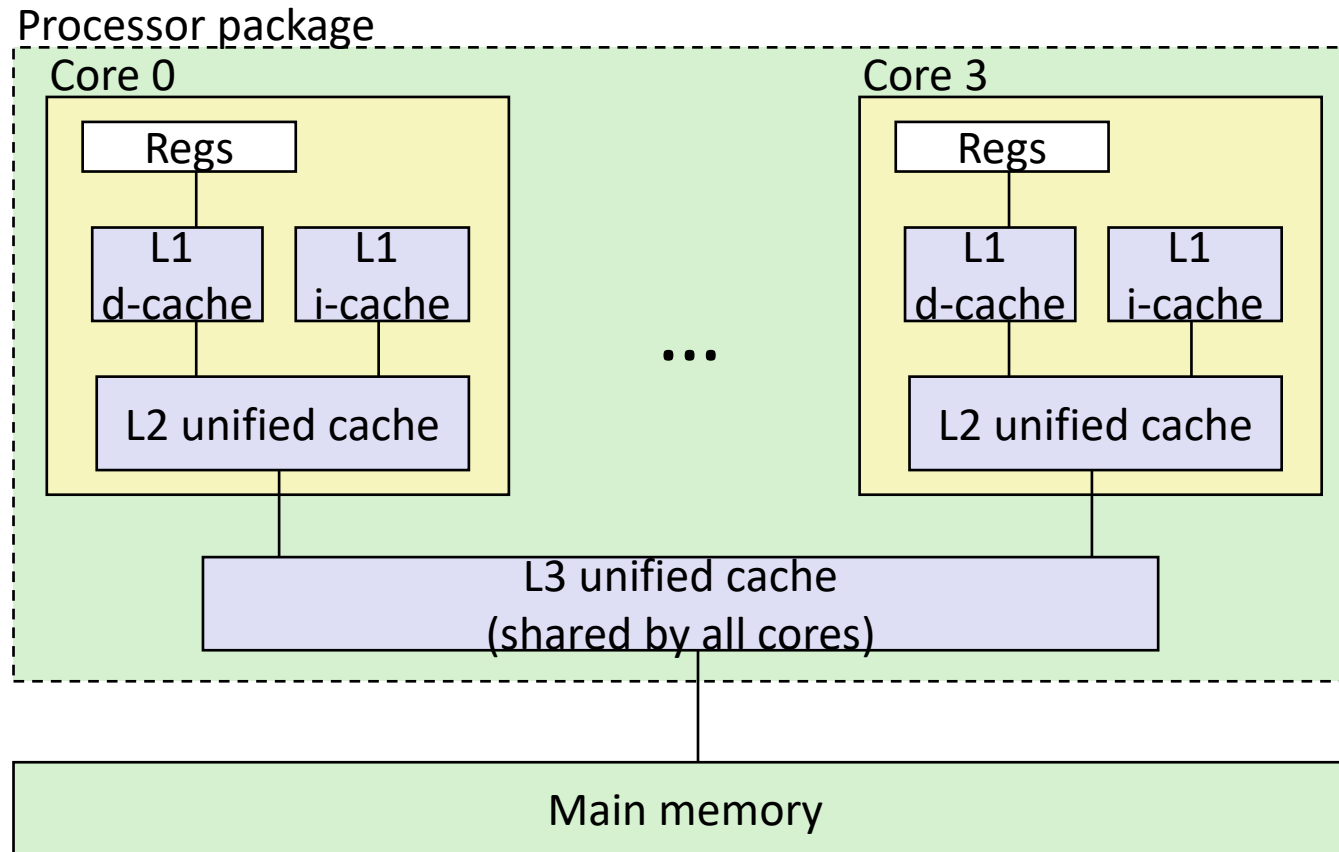 Processor package
Core 0
Core 3
Regs
Regs
L1
d-cache
L1
i-cache
L1
d-cache
L1
i-cache
...
L2 unified cache
L2 unified cache
L3 unified cache
(shared by all cores)
Main memory